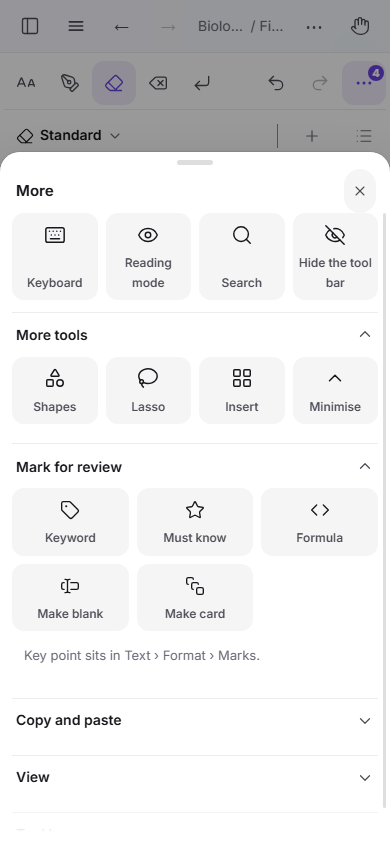 Biolo... / Fi...
AA
4
Standard
More
Keyboard
Reading
mode
Search
Hide the tool
bar
More tools
Shapes
Lasso
Insert
Minimise
Mark for review
Keyword
Must know
Formula
Make blank
Make card
Key point sits in Text › Format › Marks.
Copy and paste
View